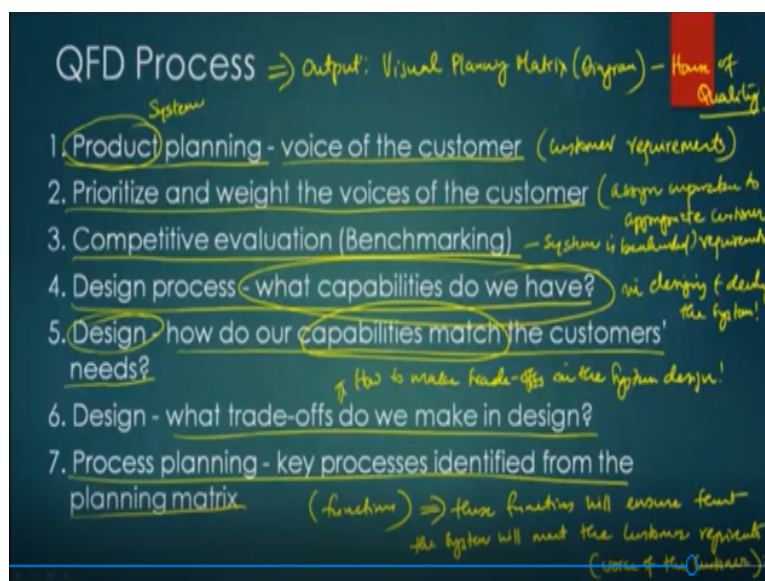 QFD Process => Output: Visual Planning Matrix (Diagram) - House of
Quality!
System
1. Product planning - voice of the customer (customer requirements)
2. Prioritize and weight the voices of the customer (assign importance to
appropriate customer
3. Competitive evaluation (Benchmarking) - System is benchmarked) requirements
4. Design process - what capabilities do we have? in designing & develop
the system!
5. Design - how do our capabilities match the customers'
needs?
How to make trade-offs on the system design!
6. Design - what trade-offs do we make in design?
7. Process planning - key processes identified from the
planning matrix
(functions) => these functions will ensure that
the system will meet the customer requirements
(voice of the customer)